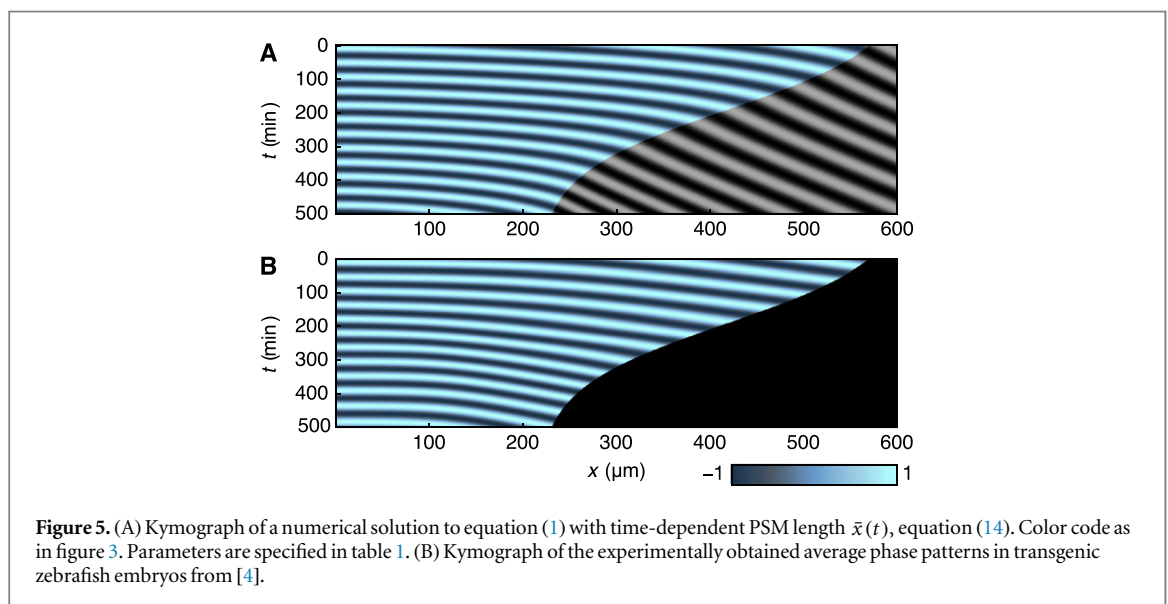 A
0
100
200
300
400
500
t (min)
100 200 300 400 500 600
B
0
100
200
300
400
500
t (min)
100 200 300 400 500 600
x (μm)
−1 1
Figure 5. (A) Kymograph of a numerical solution to equation (1) with time-dependent PSM length x̄(t), equation (14). Color code as
in figure 3. Parameters are specified in table 1. (B) Kymograph of the experimentally obtained average phase patterns in transgenic
zebrafish embryos from [4].